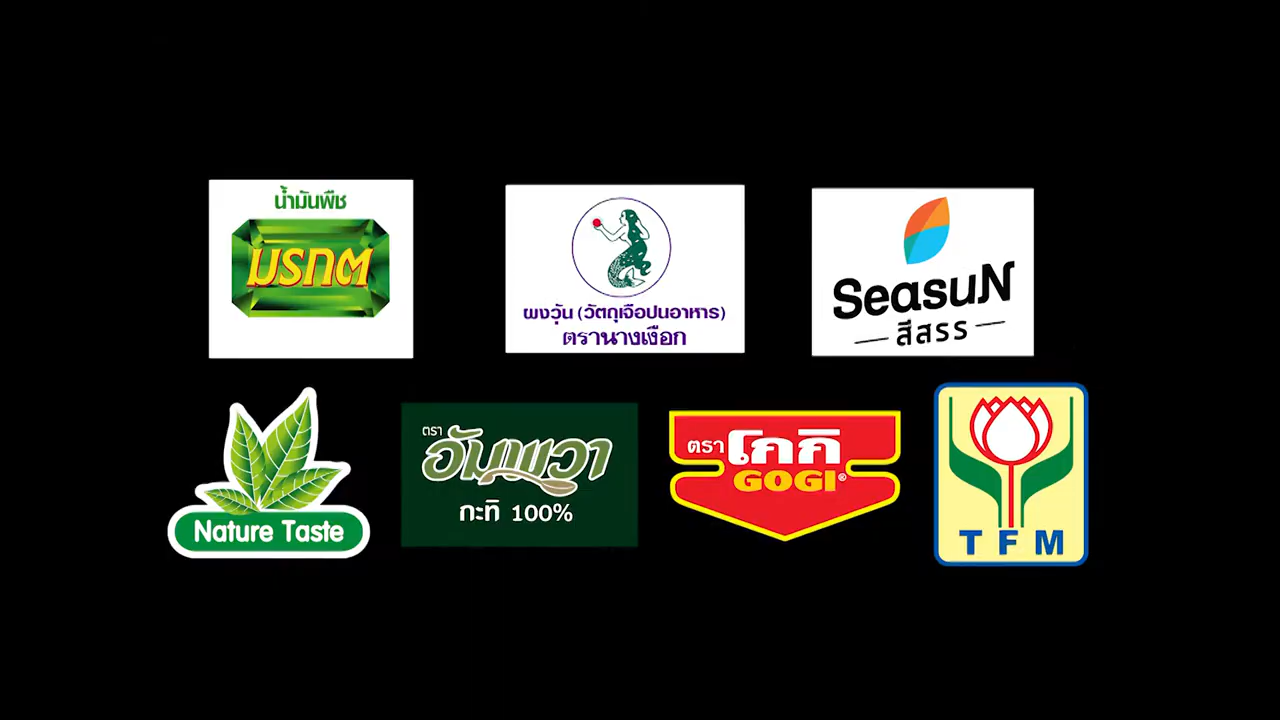 น้ำมันพืช
มรกต
ผงวุ้น (วัตถุเจือปนอาหาร)
ตรานางเงือก
SeasuN
สีสรร
Nature Taste
ตรา
อัมพวา
กะทิ 100%
ตรา โกกิ
GOGI®
TFM